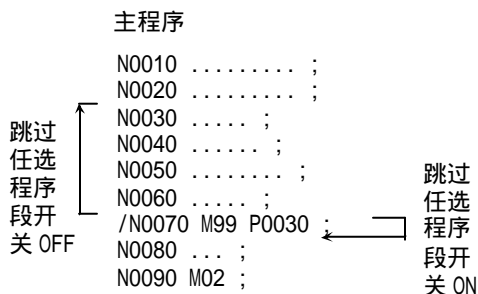 主程序
N0010 ......... ;
N0020 ......... ;
N0030 ..... ;
N0040 ...... ;
N0050 ........ ;
N0060 ..... ;
/N0070 M99 P0030 ;
N0080 ... ;
N0090 M02 ;
跳过
任选
程序
段开
关 OFF
跳过
任选
程序
段开
关 ON